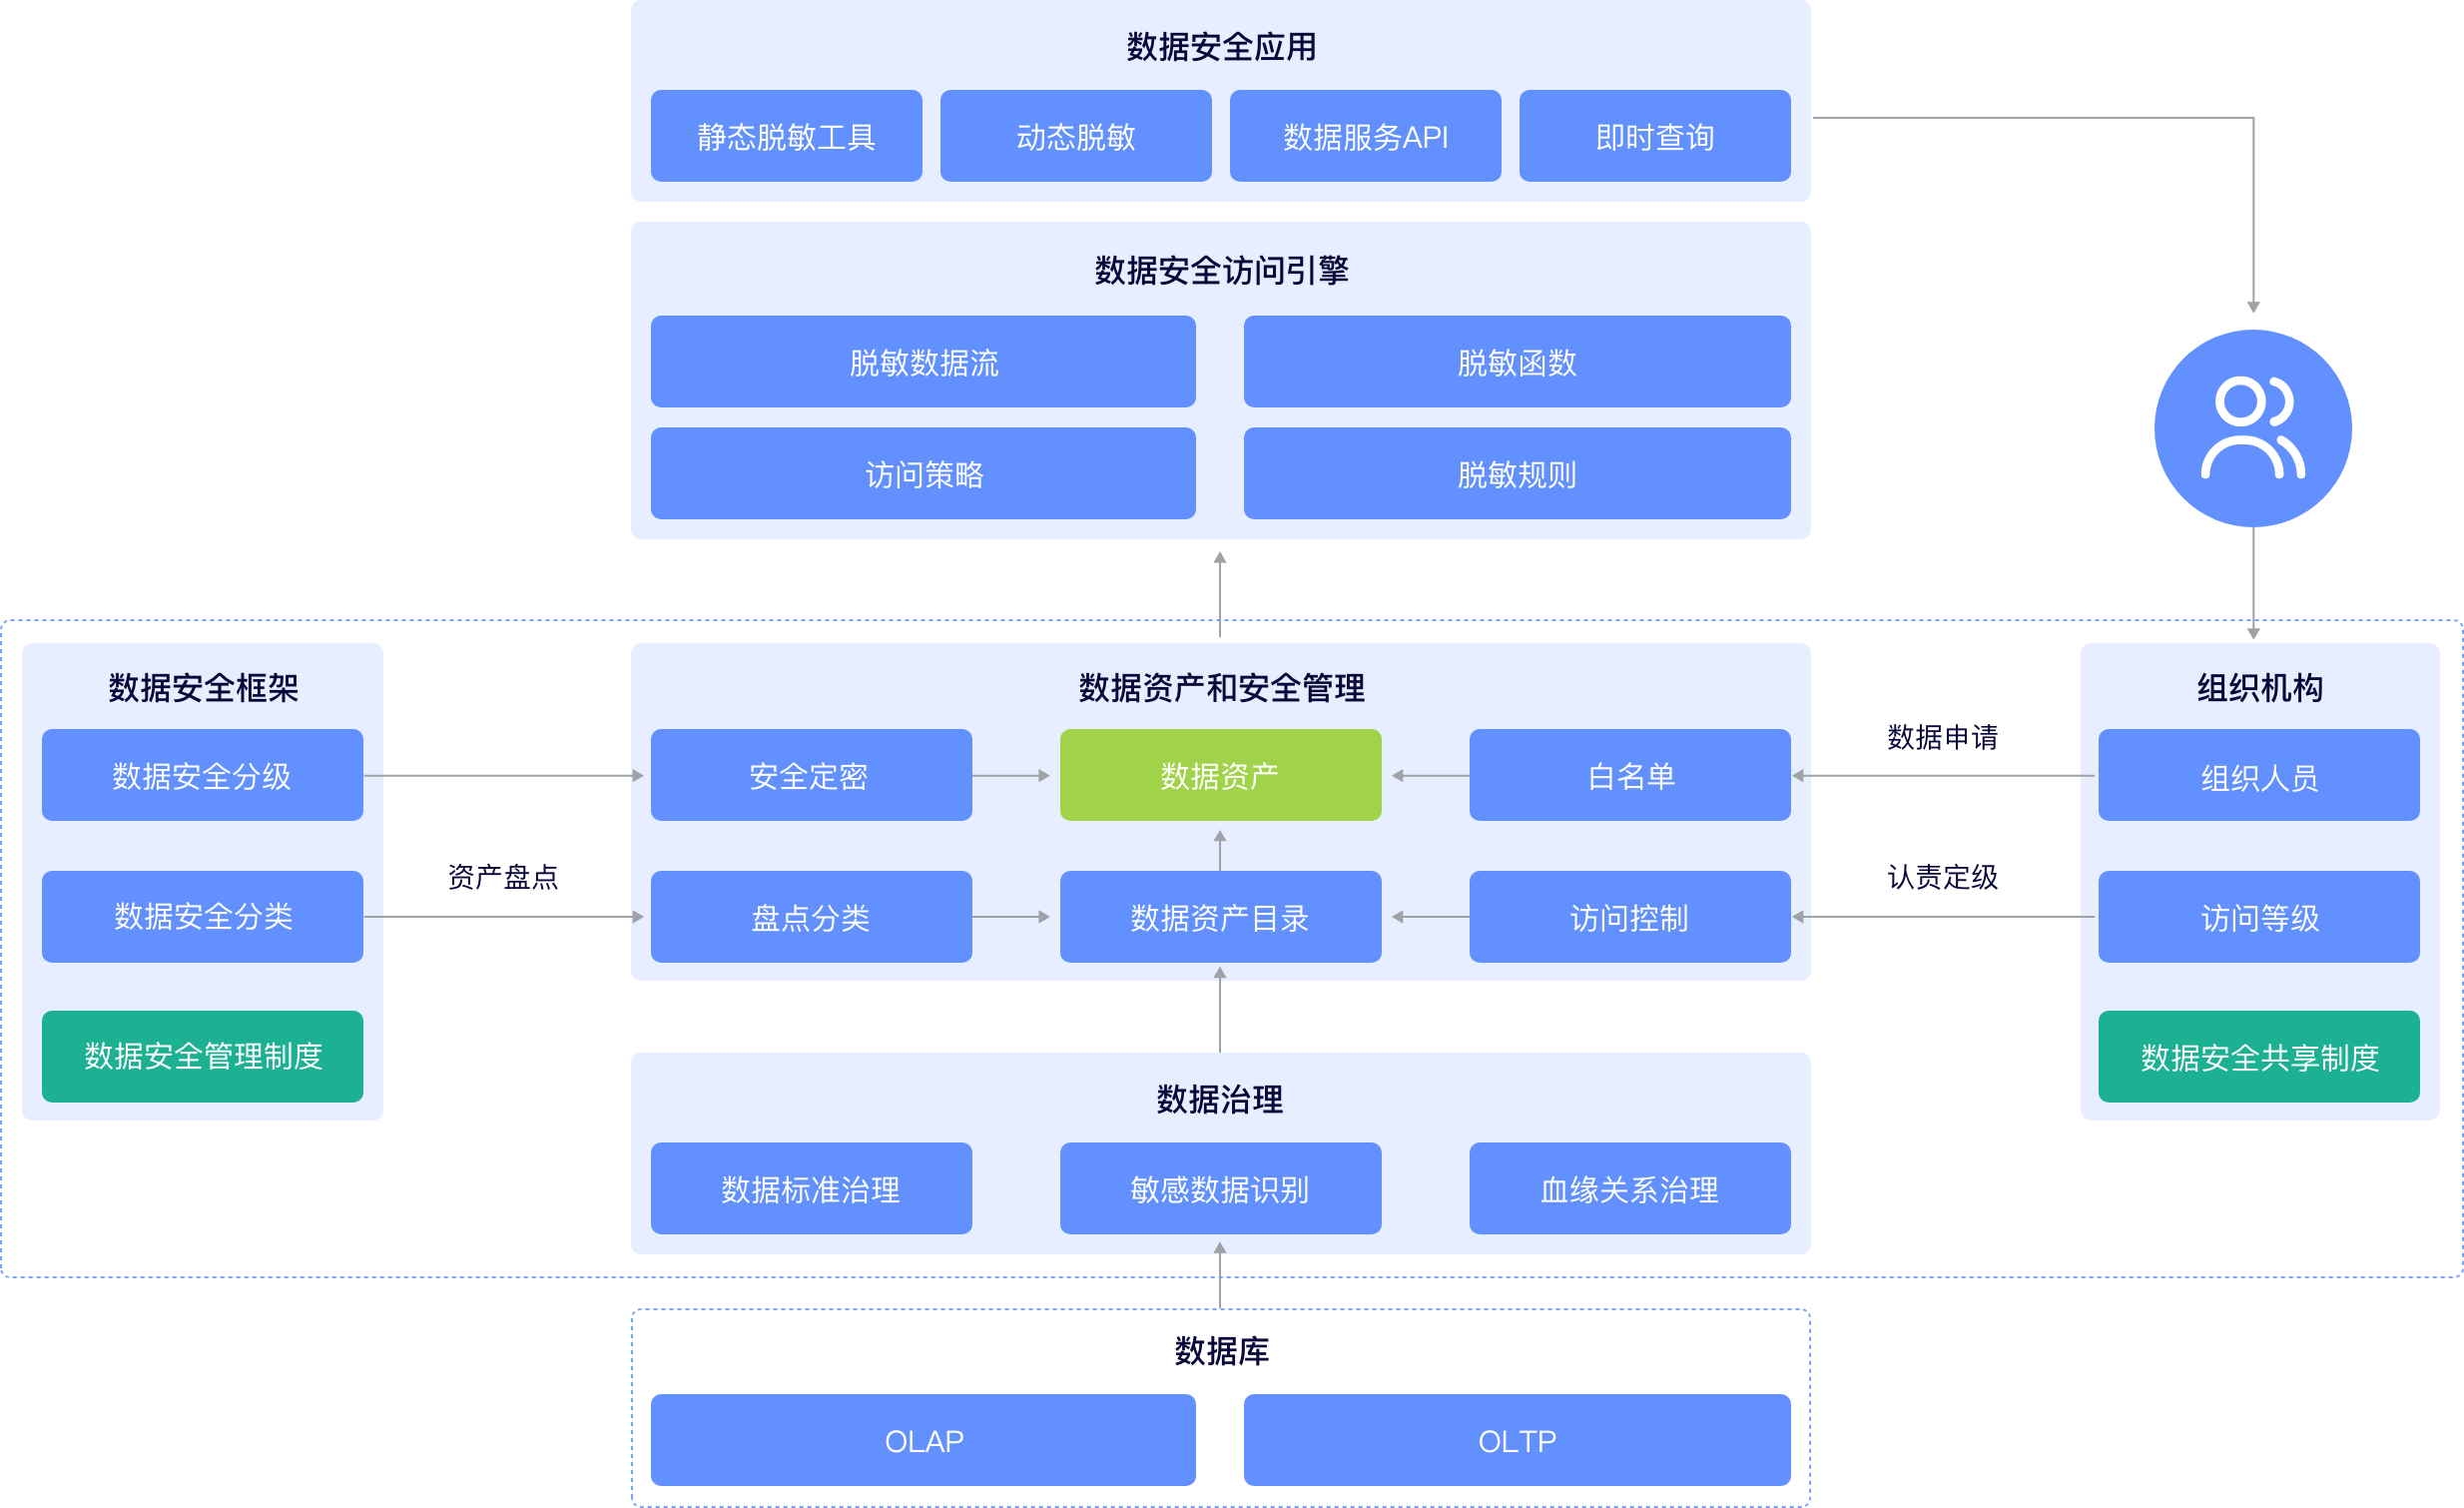 数据安全应用
静态脱敏工具
动态脱敏
数据服务API
即时查询
数据安全访问引擎
脱敏数据流
脱敏函数
访问策略
脱敏规则
数据安全框架
数据安全分级
数据安全分类
数据安全管理制度
资产盘点
数据资产和安全管理
安全定密
数据资产
白名单
盘点分类
数据资产目录
访问控制
数据申请
认责定级
组织机构
组织人员
访问等级
数据安全共享制度
数据治理
数据标准治理
敏感数据识别
血缘关系治理
数据库
OLAP
OLTP